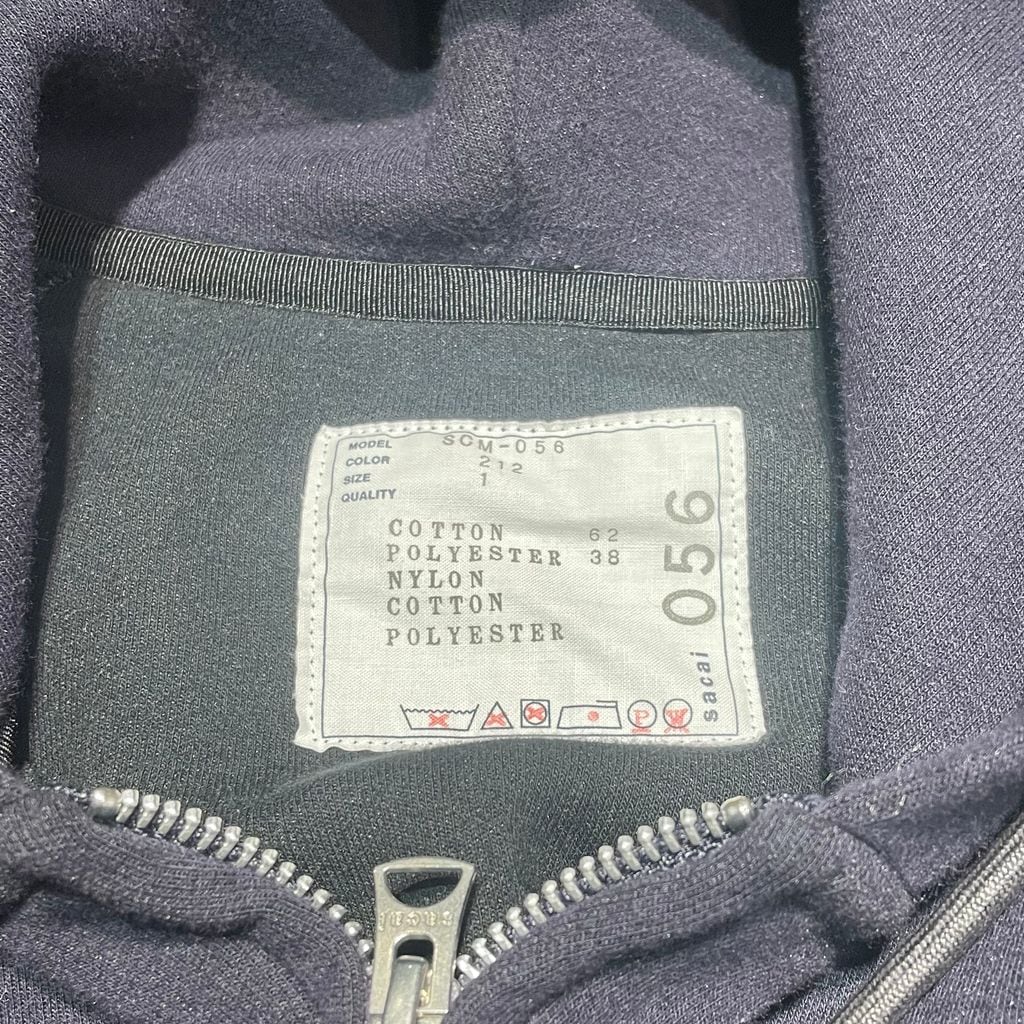 MODEL SCM-056
COLOR 212
SIZE 1
QUALITY
COTTON 62
POLYESTER 38
NYLON
COTTON
POLYESTER
P W
sacai 056